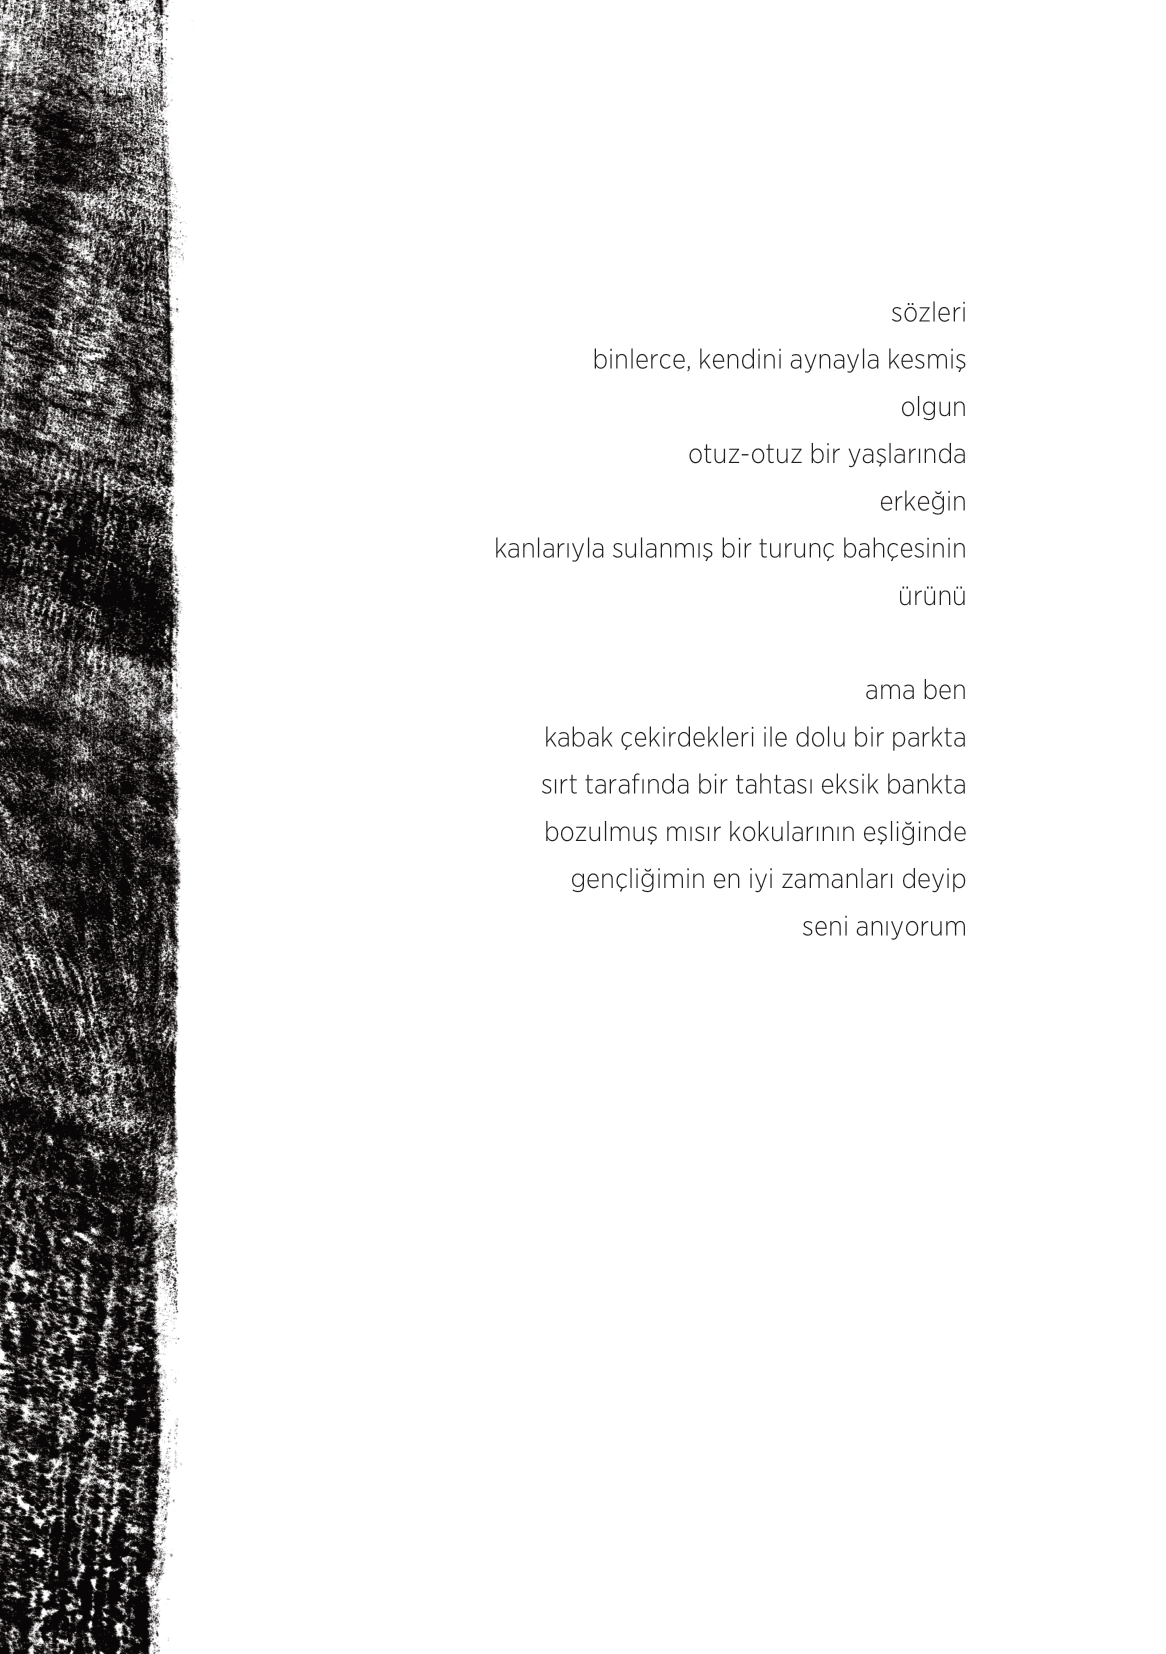 sözleri
binlerce, kendini aynayla kesmiş
olgun
otuz-otuz bir yaşlarında
erkeğin
kanlarıyla sulanmış bir turunç bahçesinin
ürünü
ama ben
kabak çekirdekleri ile dolu bir parkta
sırt tarafında bir tahtası eksik bankta
bozulmuş mısır kokularının eşliğinde
gençliğimin en iyi zamanları deyip
seni anıyorum